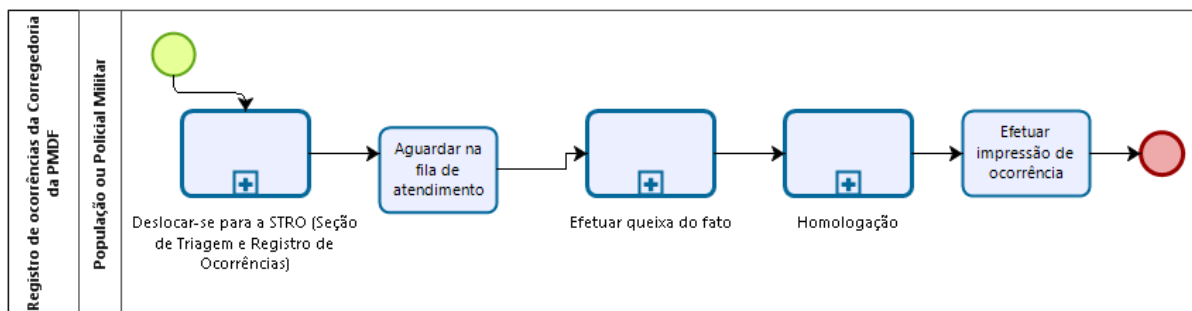 Registro de ocorrências da Corregedoria
da PMDF
População ou Policial Militar
Deslocar-se para a STRO (Seção
de Triagem e Registro de
Ocorrências)
Aguardar na
fila de
atendimento
Efetuar queixa do fato
Homologação
Efetuar
impressão de
ocorrência